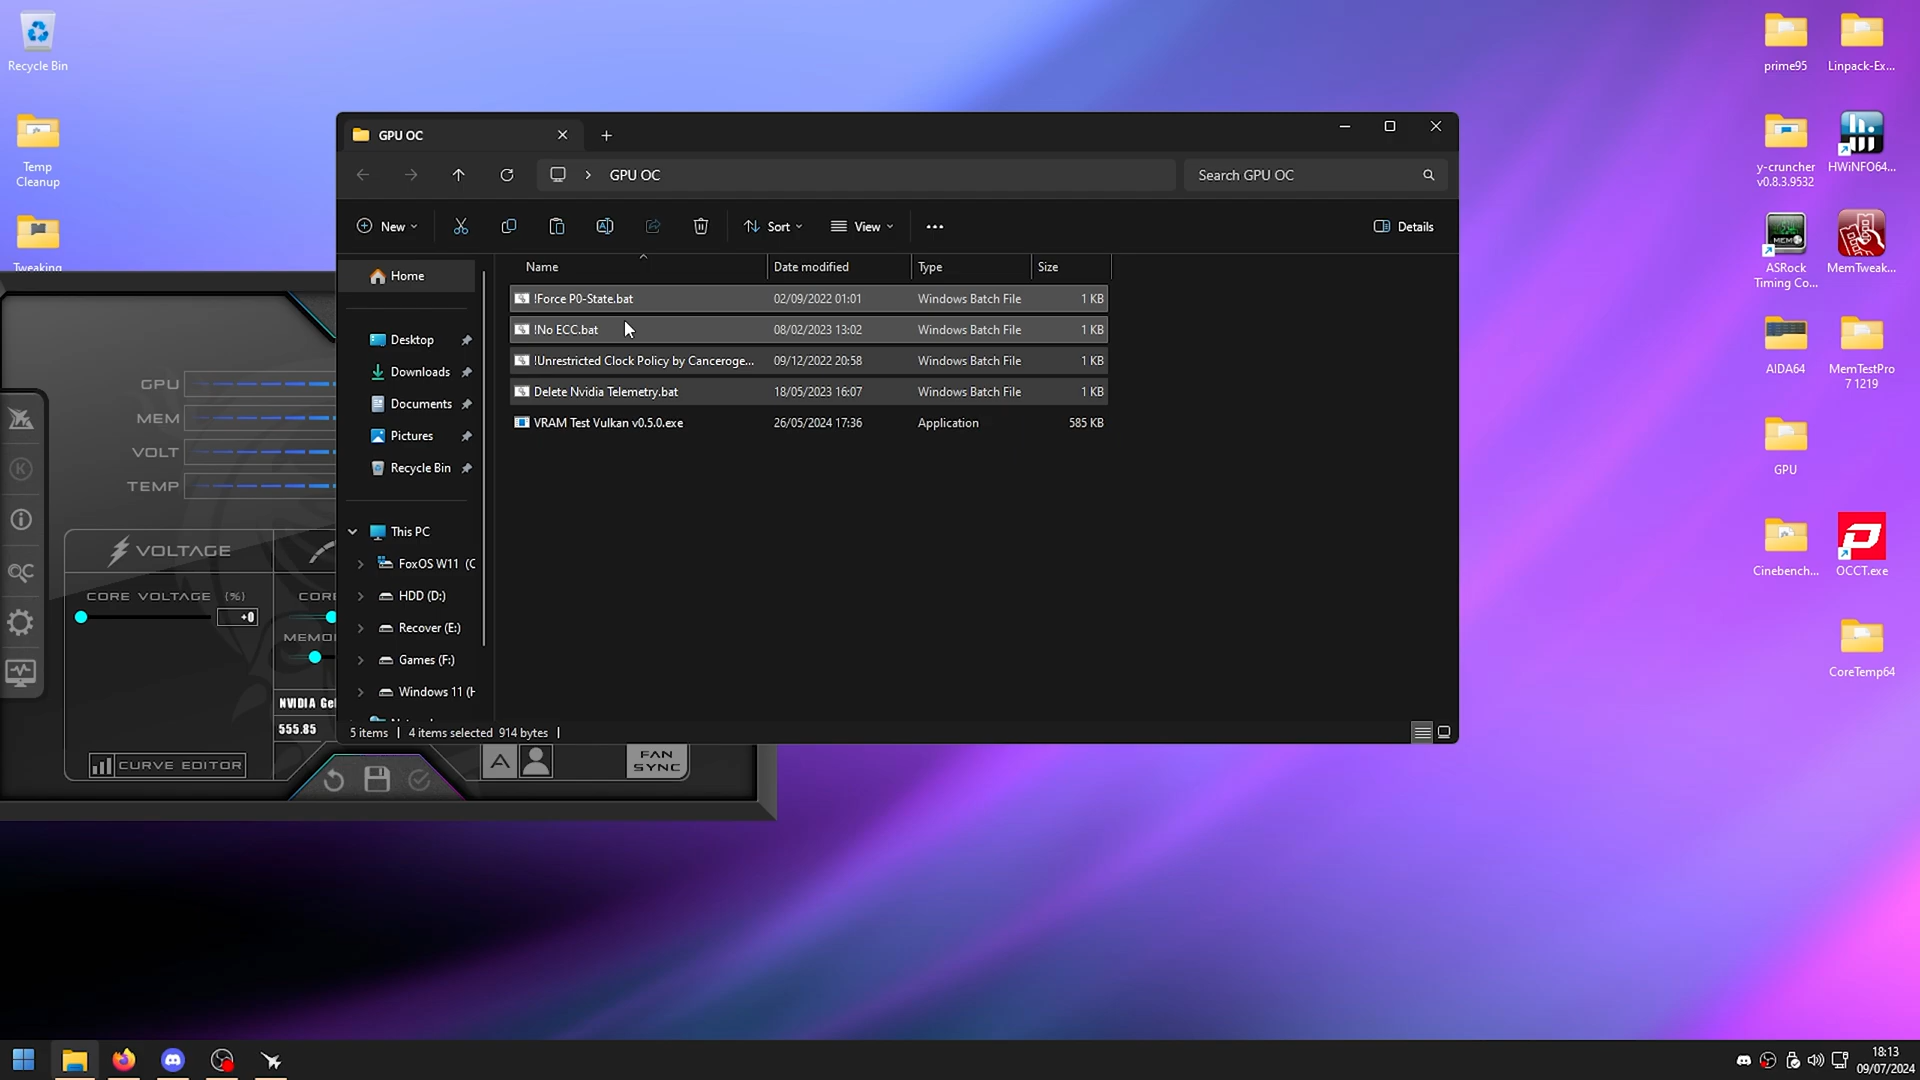 Recycle Bin
Temp
Cleanup
Tweaking
GPU OC
GPU OC
Search GPU OC
New
Sort
View
Details
Name
Date modified
Type
Size
Home
Desktop
Downloads
Documents
Pictures
Recycle Bin
This PC
FoxOS W11 (C
HDD (D:)
Recover (E:)
Games (F:)
Windows 11 (H
!Force P0-State.bat 02/09/2022 01:01 Windows Batch File 1 KB
!No ECC.bat 08/02/2023 13:02 Windows Batch File 1 KB
!Unrestricted Clock Policy by Canceroge... 09/12/2022 20:58 Windows Batch File 1 KB
Delete Nvidia Telemetry.bat 18/05/2023 16:07 Windows Batch File 1 KB
VRAM Test Vulkan v0.5.0.exe 26/05/2024 17:36 Application 585 KB
5 items 4 items selected 914 bytes
GPU
MEM
VOLT
TEMP
K
OC
VOLTAGE
CORE VOLTAGE (%)
+0
CORE
MEMO
NVIDIA Ge
555.85
CURVE EDITOR
A
FAN
SYNC
prime95
Linpack-Ex...
y-cruncher
v0.8.3.9532
HWiNFO64...
ASRock
Timing Co...
MemTweak...
AIDA64
MemTestPro
7 1219
GPU
Cinebench...
OCCT.exe
CoreTemp64
18:13
09/07/2024